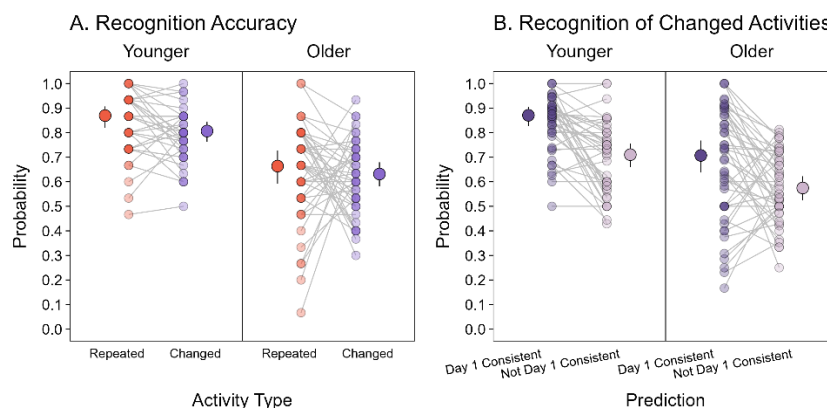 A. Recognition Accuracy
Younger
Older
Probability
1.0
0.9
0.8
0.7
0.6
0.5
0.4
0.3
0.2
0.1
0.0
Repeated
Changed
Repeated
Changed
Activity Type
B. Recognition of Changed Activities
Younger
Older
Probability
1.0
0.9
0.8
0.7
0.6
0.5
0.4
0.3
0.2
0.1
0.0
Day 1 Consistent
Not Day 1 Consistent
Day 1 Consistent
Not Day 1 Consistent
Prediction